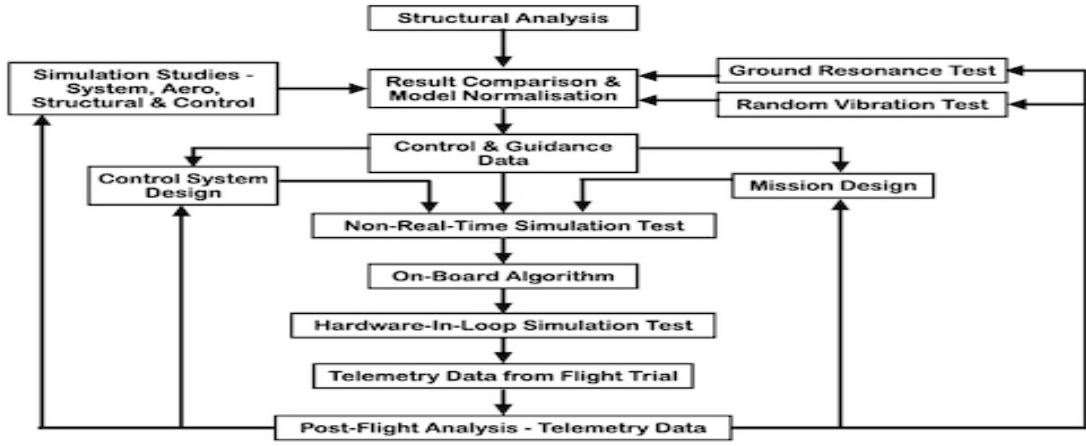 Structural Analysis
Simulation Studies -
System, Aero,
Structural & Control
Result Comparison &
Model Normalisation
Ground Resonance Test
Random Vibration Test
Control & Guidance
Data
Control System
Design
Mission Design
Non-Real-Time Simulation Test
On-Board Algorithm
Hardware-In-Loop Simulation Test
Telemetry Data from Flight Trial
Post-Flight Analysis - Telemetry Data